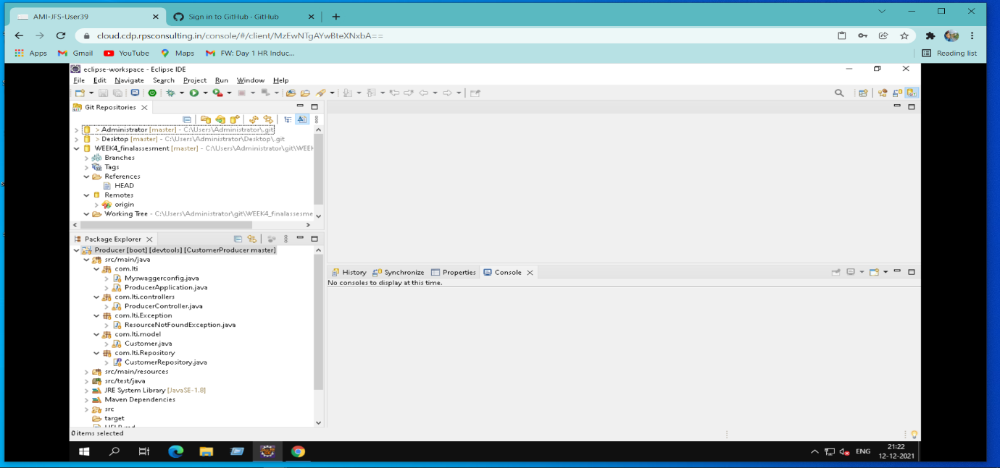 AMI-JFS-User39
Sign in to GitHub · GitHub
cloud.cdp.rpsconsulting.in/console/#/client/MzEwNTgAYwBteXNxbA==
Apps Gmail YouTube Maps FW: Day 1 HR Induc... Reading list
eclipse-workspace - Eclipse IDE
File Edit Navigate Search Project Run Window Help
Git Repositories
> Administrator [master] - C:\Users\Administrator\.git
> Desktop [master] - C:\Users\Administrator\Desktop\.git
WEEK4_finalassesment [master] - C:\Users\Administrator\git\WEEK
Branches
Tags
References
HEAD
Remotes
origin
Working Tree - C:\Users\Administrator\git\WEEK4_finalassesme
Package Explorer
Producer [boot] [devtools] [CustomerProducer master]
src/main/java
com.lti
Myswaggerconfig.java
ProducerApplication.java
com.lti.controllers
ProducerController.java
com.lti.Exception
ResourceNotFoundException.java
com.lti.model
Customer.java
com.lti.Repository
CustomerRepository.java
src/main/resources
src/test/java
JRE System Library [JavaSE-1.8]
Maven Dependencies
src
target
0 items selected
History Synchronize Properties Console
No consoles to display at this time.
ENG
21:22
12-12-2021